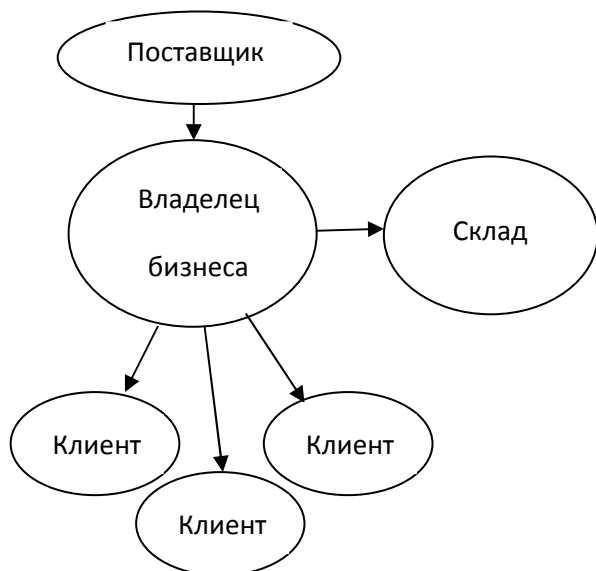 Поставщик
Владелец
бизнеса
Склад
Клиент
Клиент
Клиент